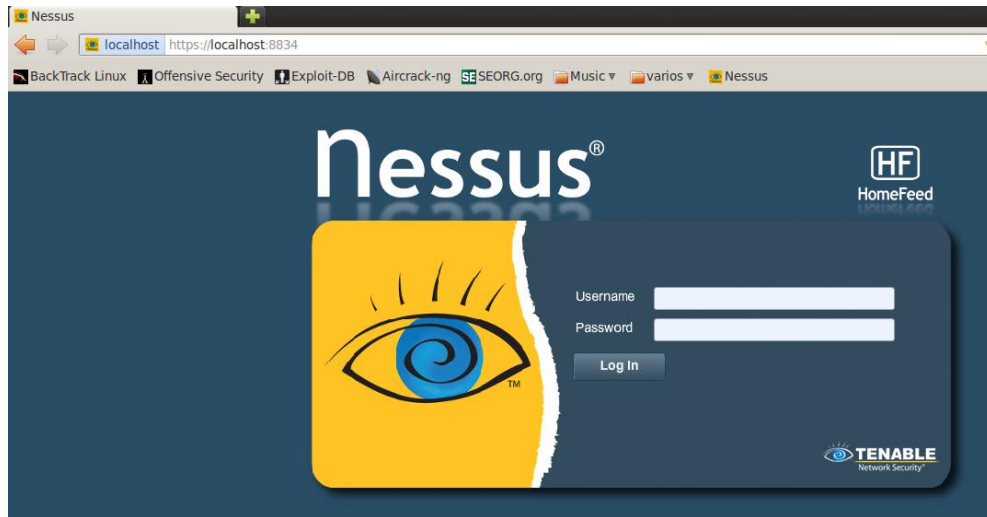 Nessus
localhost https://localhost:8834
BackTrack Linux Offensive Security Exploit-DB Aircrack-ng SE SEORG.org Music varios Nessus
Nessus®
HF
HomeFeed
Username
Password
Log In
TM
TENABLE
Network Security®